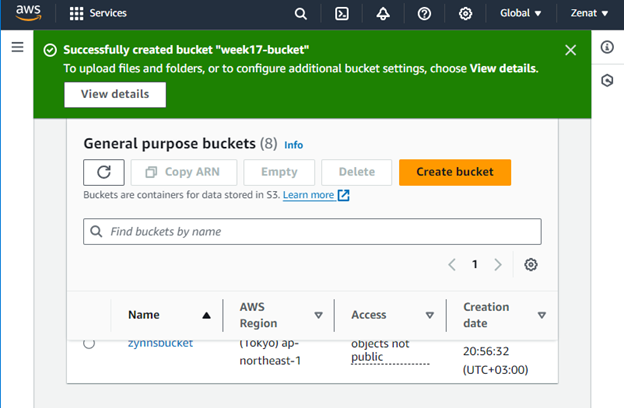 aws Services Global Zenat
Successfully created bucket "week17-bucket"
To upload files and folders, or to configure additional bucket settings, choose View details.
View details
General purpose buckets (8) Info
Copy ARN Empty Delete Create bucket
Buckets are containers for data stored in S3. Learn more
Find buckets by name
1
Name AWS Region Access Creation date
zynnsbucket (Tokyo) ap-northeast-1 objects not public 20:56:32 (UTC+03:00)